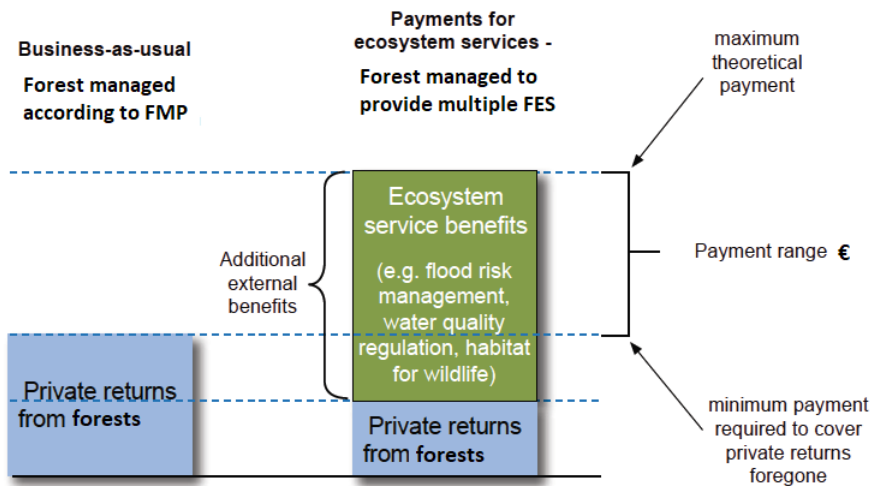 Business-as-usual
Forest managed
according to FMP
Payments for
ecosystem services -
Forest managed to
provide multiple FES
maximum
theoretical
payment
Additional
external
benefits
Ecosystem
service benefits
(e.g. flood risk
management,
water quality
regulation, habitat
for wildlife)
Payment range €
Private returns
from forests
Private returns
from forests
minimum payment
required to cover
private returns
foregone